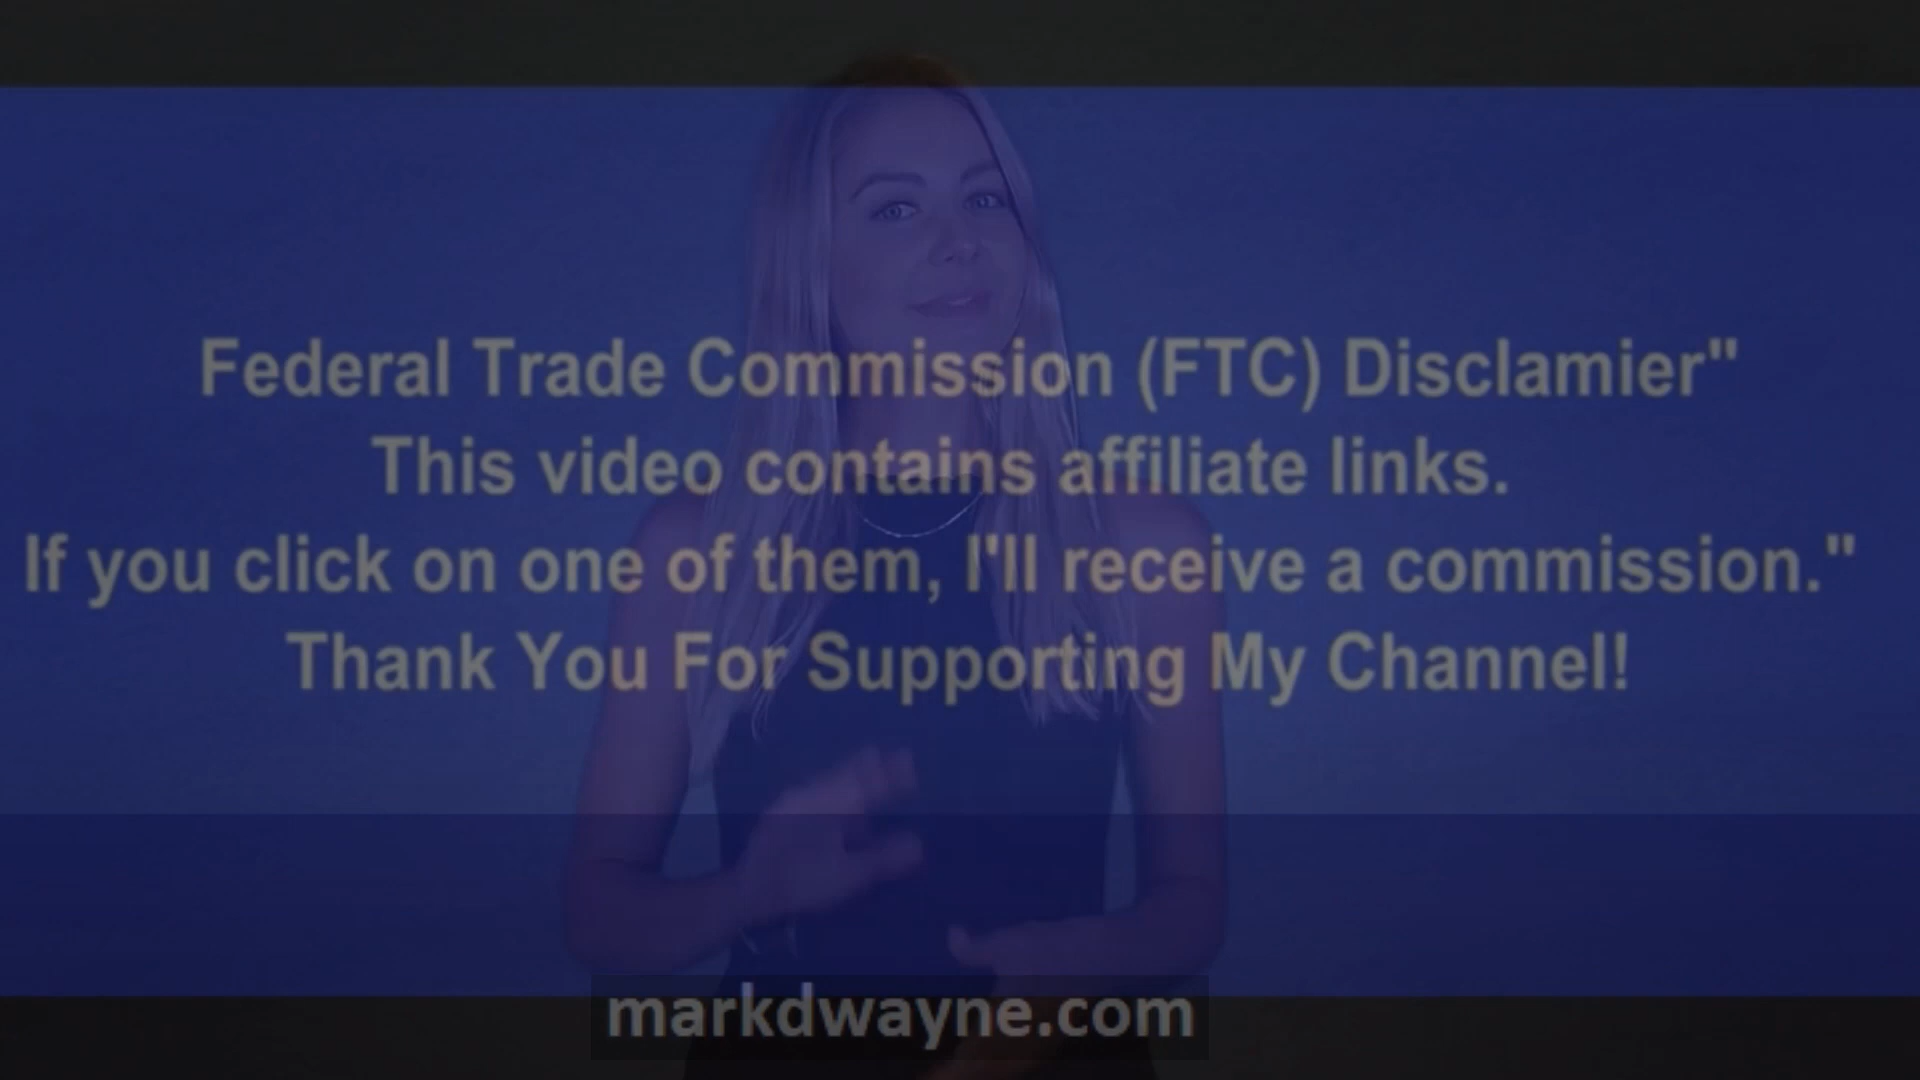 Federal Trade Commission (FTC) Disclamier"
This video contains affiliate links.
If you click on one of them, I'll receive a commission."
Thank You For Supporting My Channel!
markdwayne.com